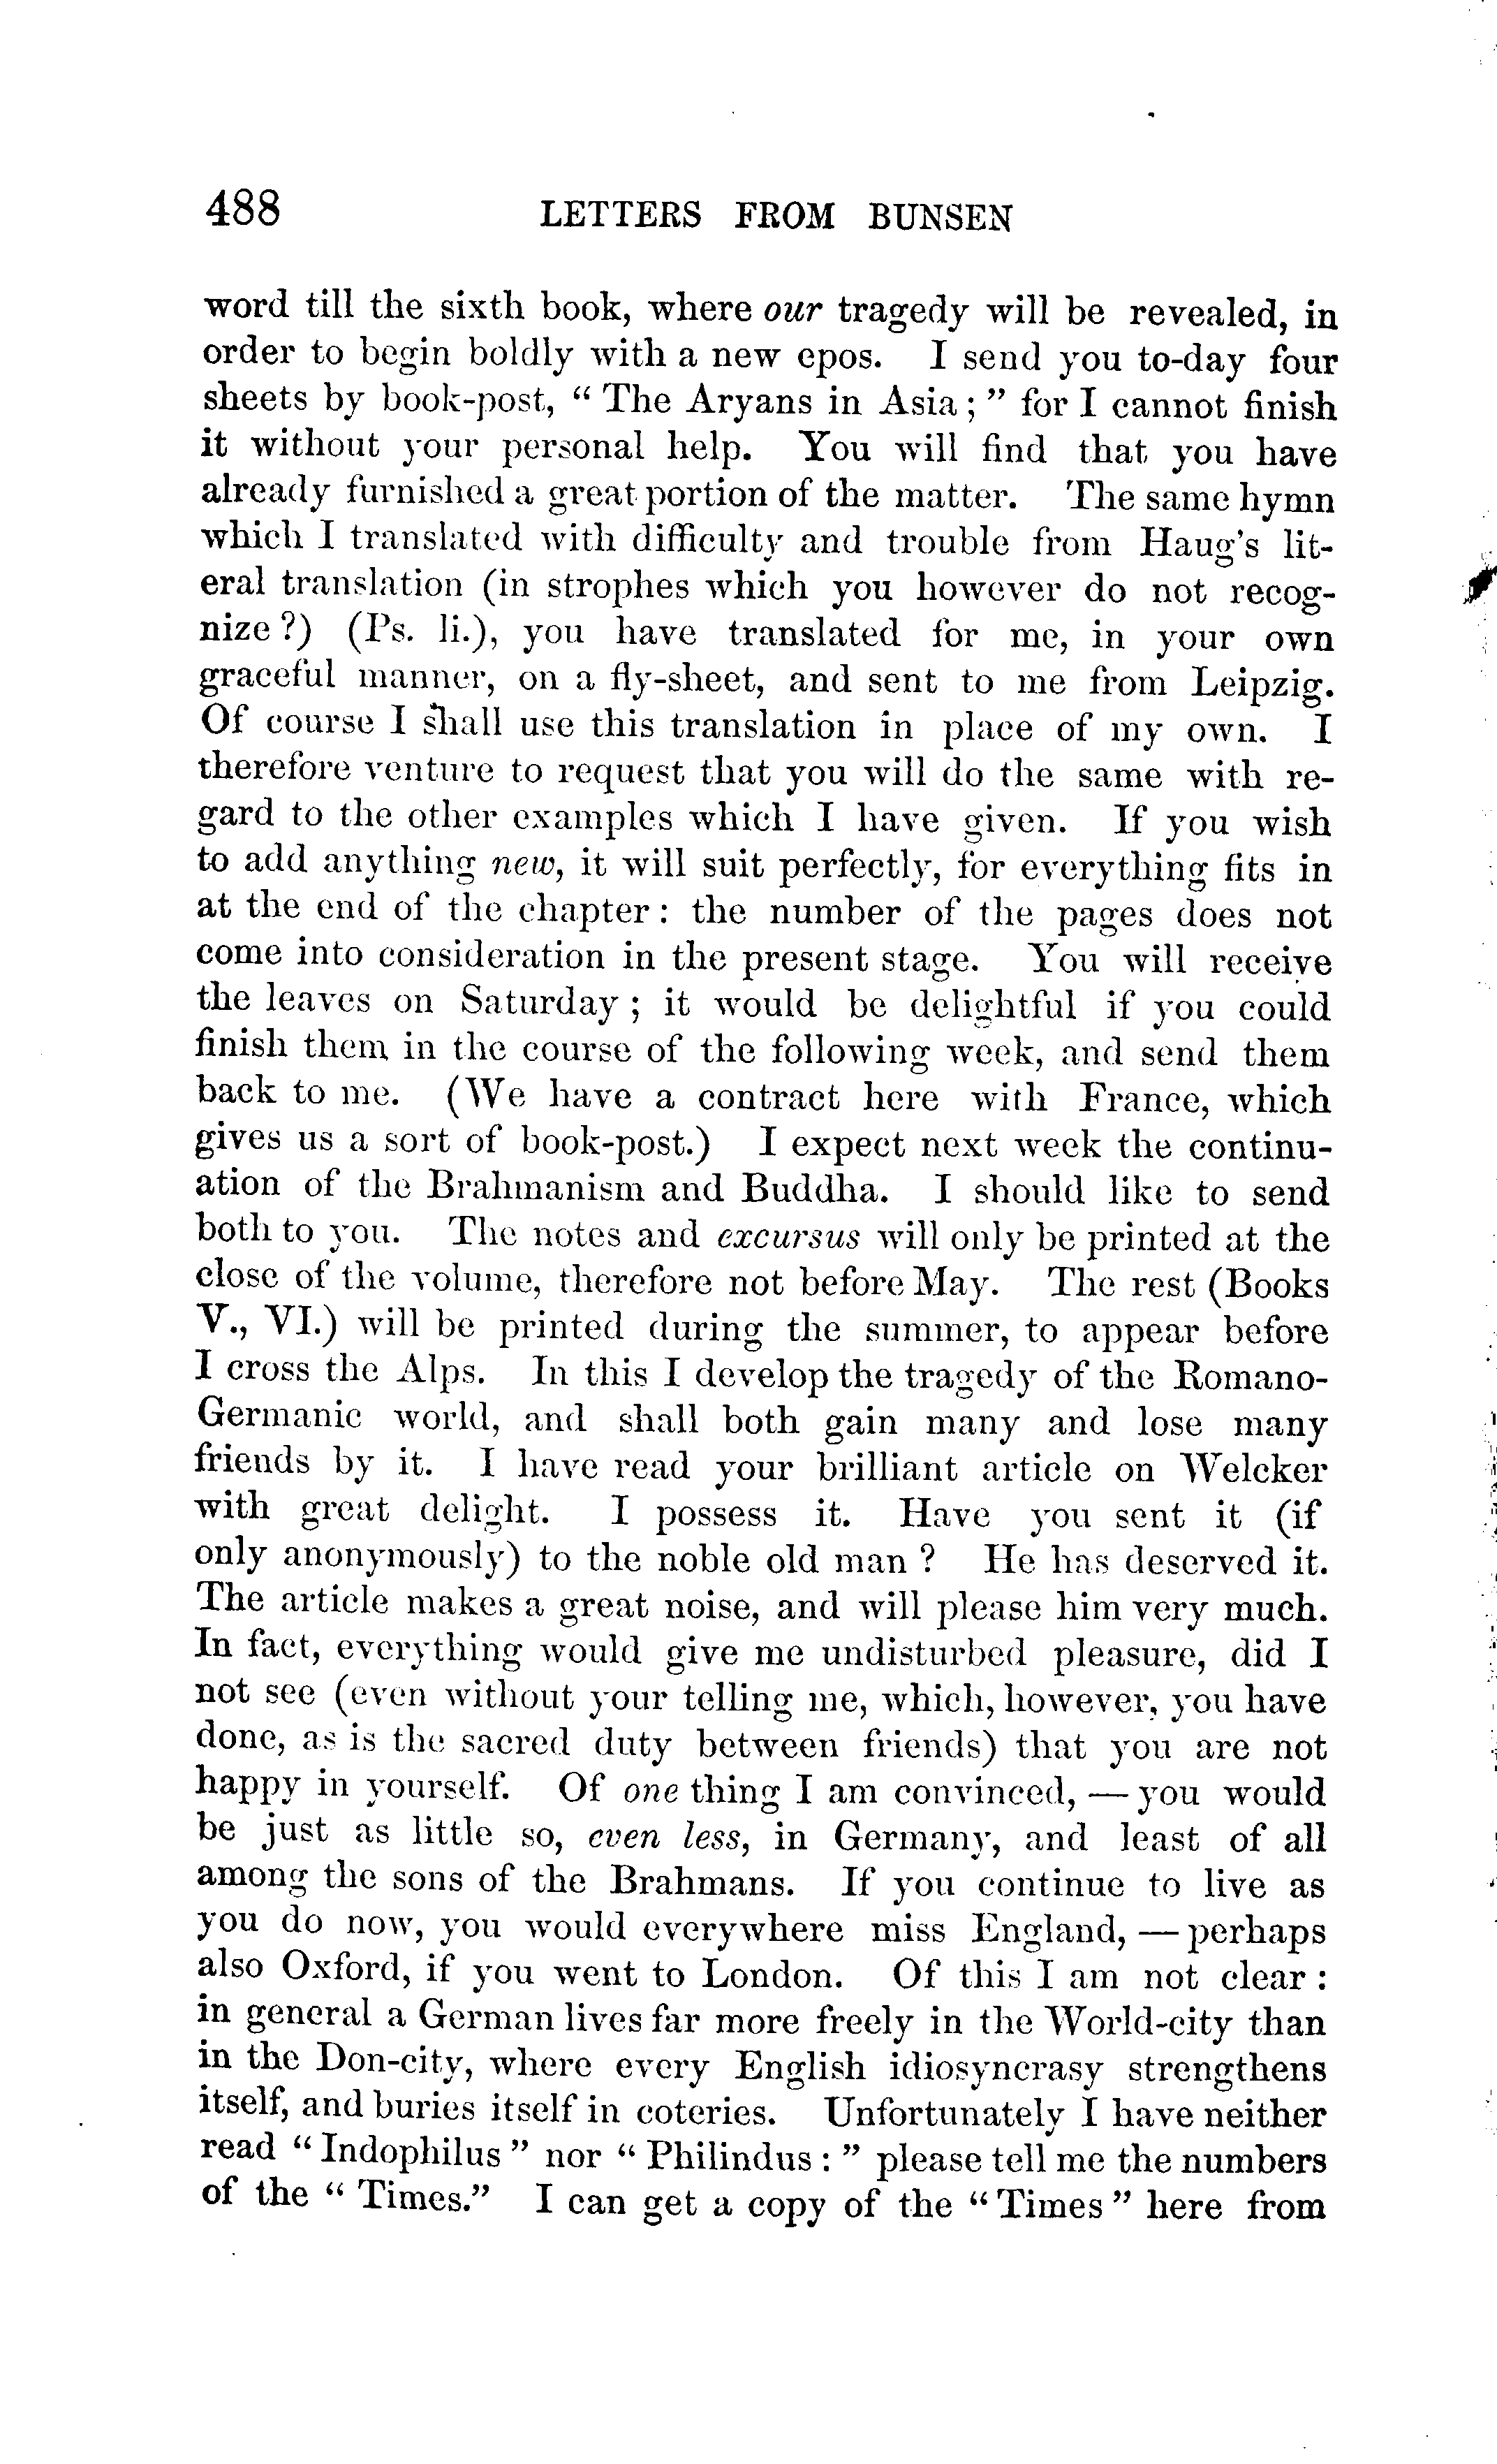 488 LETTERS FROM BUNSEN
word till the sixth book, where our tragedy will be revealed, in
order to begin boldly with a new epos. I send you to-day four
sheets by book-post, “ The Aryans in Asia ; ” for I cannot finish
it without your personal help. You will find that you have
already furnished a great portion of the matter. The same hymn
which I translated with difficulty and trouble from Haug's lit-
eral translation (in strophes which you however do not recog-
nize ?) (Ps. li.), you have translated for me, in your own
graceful manner, on a fly-sheet, and sent to me from Leipzig.
Of course I shall use this translation in place of my own. I
therefore venture to request that you will do the same with re-
gard to the other examples which I have given. If you wish
to add anything new, it will suit perfectly, for everything fits in
at the end of the chapter : the number of the pages does not
come into consideration in the present stage. You will receive
the leaves on Saturday ; it would be delightful if you could
finish them in the course of the following week, and send them
back to me. (We have a contract here with France, which
gives us a sort of book-post.) I expect next week the continu-
ation of the Brahmanism and Buddha. I should like to send
both to you. The notes and excursus will only be printed at the
close of the volume, therefore not before May. The rest (Books
V., VI.) will be printed during the summer, to appear before
I cross the Alps. In this I develop the tragedy of the Romano-
Germanic world, and shall both gain many and lose many
friends by it. I have read your brilliant article on Welcker
with great delight. I possess it. Have you sent it (if
only anonymously) to the noble old man ? He has deserved it.
The article makes a great noise, and will please him very much.
In fact, everything would give me undisturbed pleasure, did I
not see (even without your telling me, which, however, you have
done, as is the sacred duty between friends) that you are not
happy in yourself. Of one thing I am convinced, — you would
be just as little so, even less, in Germany, and least of all
among the sons of the Brahmans. If you continue to live as
you do now, you would everywhere miss England, — perhaps
also Oxford, if you went to London. Of this I am not clear :
in general a German lives far more freely in the World-city than
in the Don-city, where every English idiosyncrasy strengthens
itself, and buries itself in coteries. Unfortunately I have neither
read “ Indophilus ” nor “ Philindus : ” please tell me the numbers
of the “ Times.” I can get a copy of the “ Times ” here from